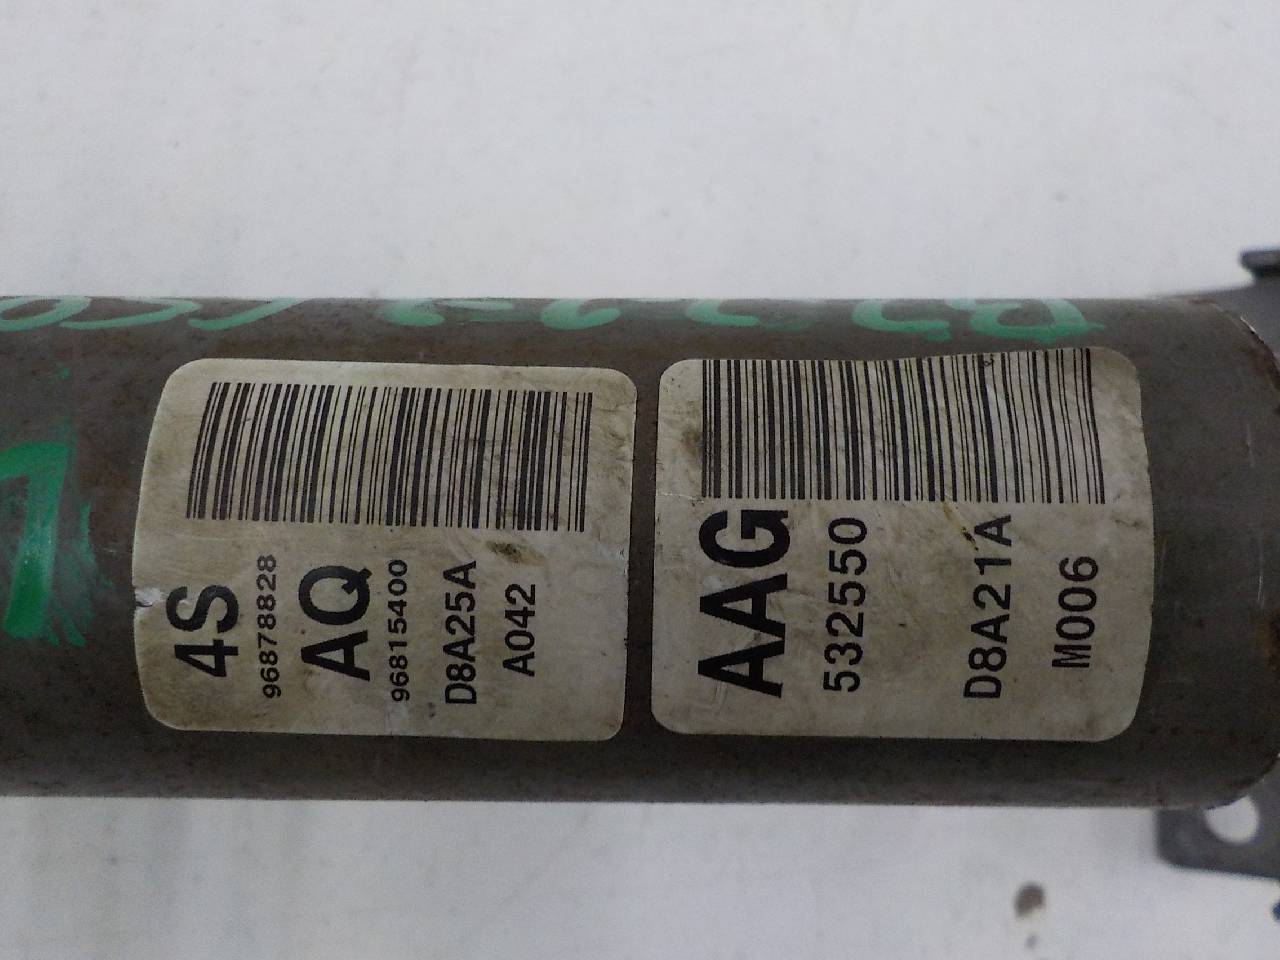 4S
96878828
AQ
96815400
D8A25A
A042
AAG
532550
D8A21A
M006